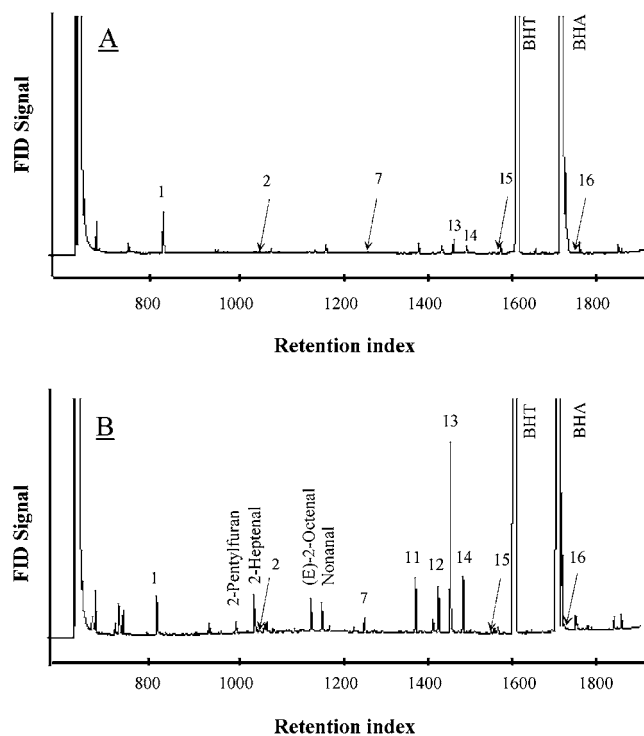 A
FID Signal
BHT
BHA
1
2
7
13
14
15
16
800 1000 1200 1400 1600 1800
Retention index
B
FID Signal
BHT
BHA
1
2-Pentylfuran
2-Heptenal
2
(E)-2-Octenal
Nonanal
7
11
12
13
14
15
16
800 1000 1200 1400 1600 1800
Retention index